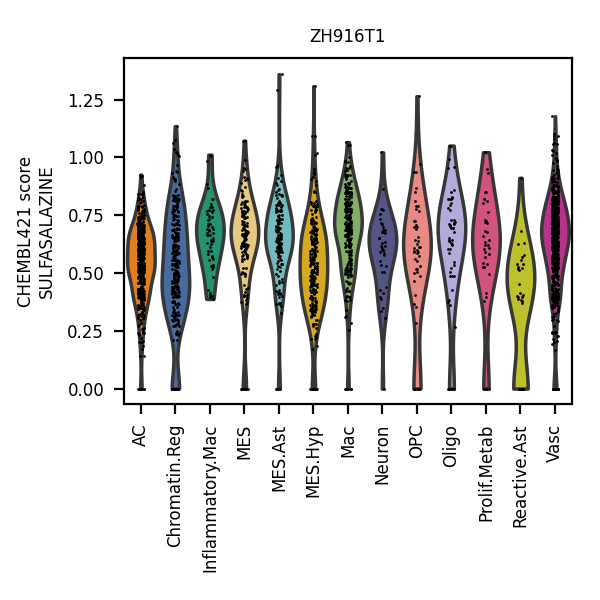 ZH916T1
CHEMBL421 score
SULFASALAZINE
1.25
1.00
0.75
0.50
0.25
0.00
AC
Chromatin.Reg
Inflammatory.Mac
MES
MES.Ast
MES.Hyp
Mac
Neuron
OPC
Oligo
Prolif.Metab
Reactive.Ast
Vasc